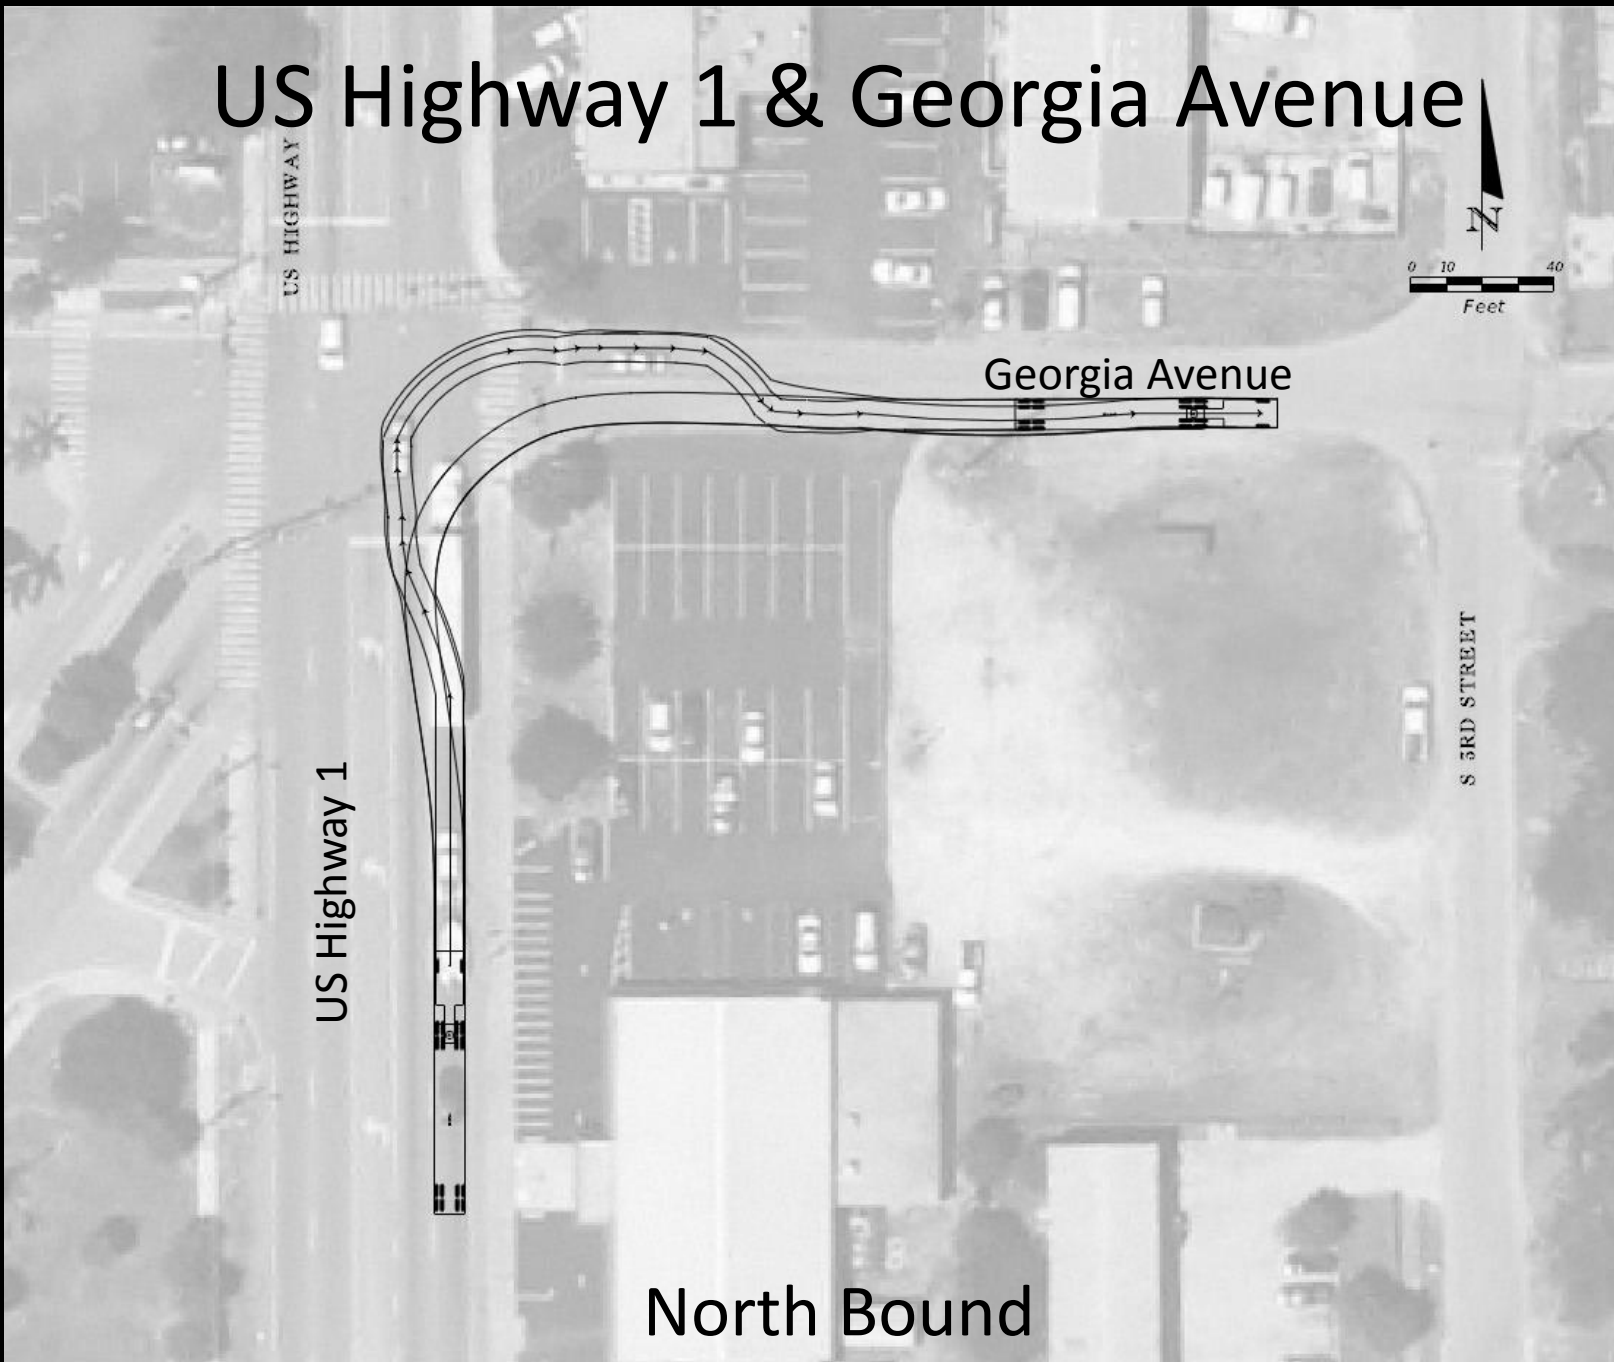 US Highway 1 & Georgia Avenue
US HIGHWAY
N
0 10 40
Feet
Georgia Avenue
S 3RD STREET
US Highway 1
North Bound